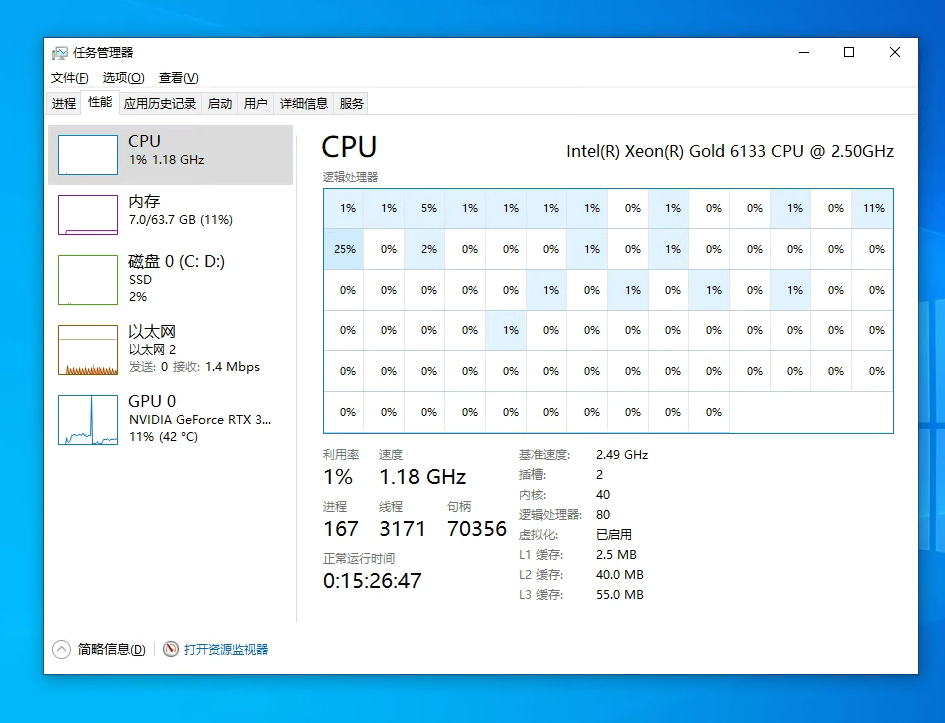 任务管理器
文件(F) 选项(O) 查看(V)
进程 性能 应用历史记录 启动 用户 详细信息 服务
CPU
1% 1.18 GHz
内存
7.0/63.7 GB (11%)
磁盘 0 (C: D:)
SSD
2%
以太网
以太网 2
发送: 0 接收: 1.4 Mbps
GPU 0
NVIDIA GeForce RTX 3...
11% (42 °C)
CPU
Intel(R) Xeon(R) Gold 6133 CPU @ 2.50GHz
逻辑处理器
1% 1% 5% 1% 1% 1% 1% 0% 1% 0% 0% 1% 0% 11%
25% 0% 2% 0% 0% 0% 1% 0% 1% 0% 0% 0% 0% 0%
0% 0% 0% 0% 0% 1% 0% 1% 0% 1% 0% 1% 0% 0%
0% 0% 0% 0% 1% 0% 0% 0% 0% 0% 0% 0% 0% 0%
0% 0% 0% 0% 0% 0% 0% 0% 0% 0% 0% 0% 0% 0%
0% 0% 0% 0% 0% 0% 0% 0% 0% 0%
利用率 速度
1% 1.18 GHz
进程 线程 句柄
167 3171 70356
正常运行时间
0:15:26:47
基准速度: 2.49 GHz
插槽: 2
内核: 40
逻辑处理器: 80
虚拟化: 已启用
L1 缓存: 2.5 MB
L2 缓存: 40.0 MB
L3 缓存: 55.0 MB
简略信息(D) 打开资源监视器